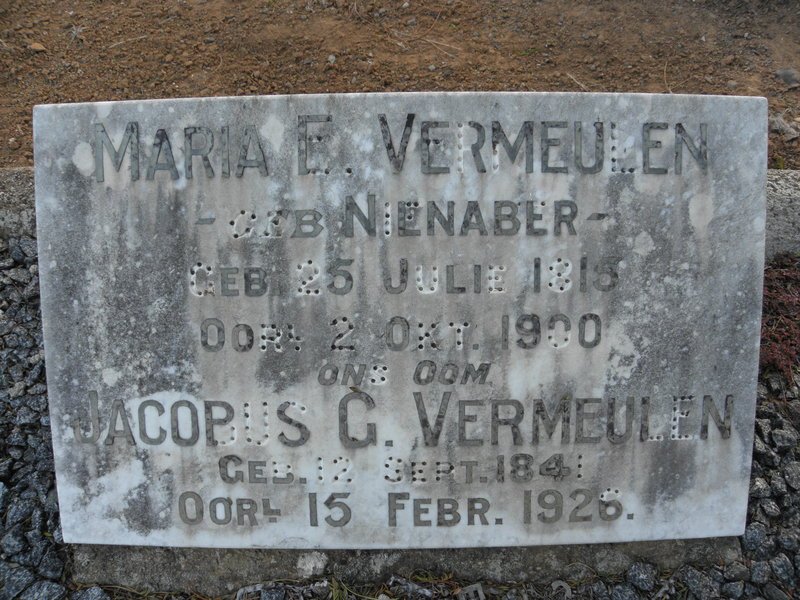 MARIA E. VERMEULEN
- GEB NIENABER -
GEB. 25 JULIE 1815
OORL. 2 OKT. 1900
ONS OOM
JACOBUS G. VERMEULEN
GEB. 12 SEPT. 1841
OORL. 15 FEBR. 1926.